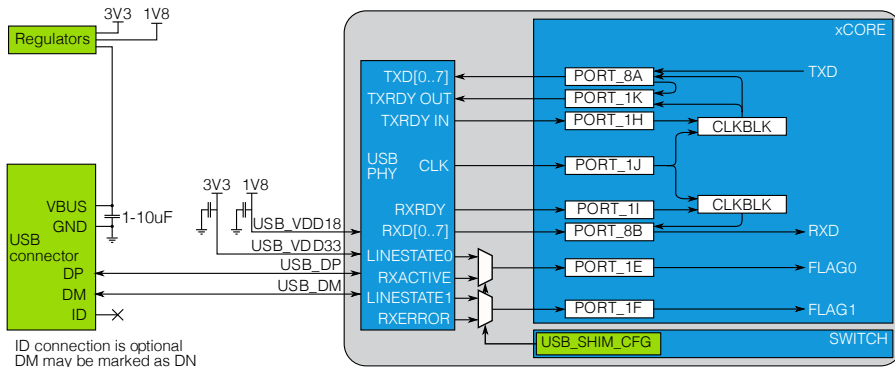 3V3 1V8
Regulators
xCORE
TXD[0..7] PORT_8A TXD
TXRDY OUT PORT_1K
TXRDY IN PORT_1H
CLKBLK
USB
PHY CLK PORT_1J
3V3 1V8
VBUS 1-10uF
GND
USB
connector
RXRDY PORT_1I CLKBLK
USB_VDD18 RXD[0..7] PORT_8B RXD
USB_VDD33 LINESTATE0
DP USB_DP RXACTIVE PORT_1E FLAG0
DM USB_DM LINESTATE1
ID RXERROR PORT_1F FLAG1
USB_SHIM_CFG SWITCH
ID connection is optional
DM may be marked as DN